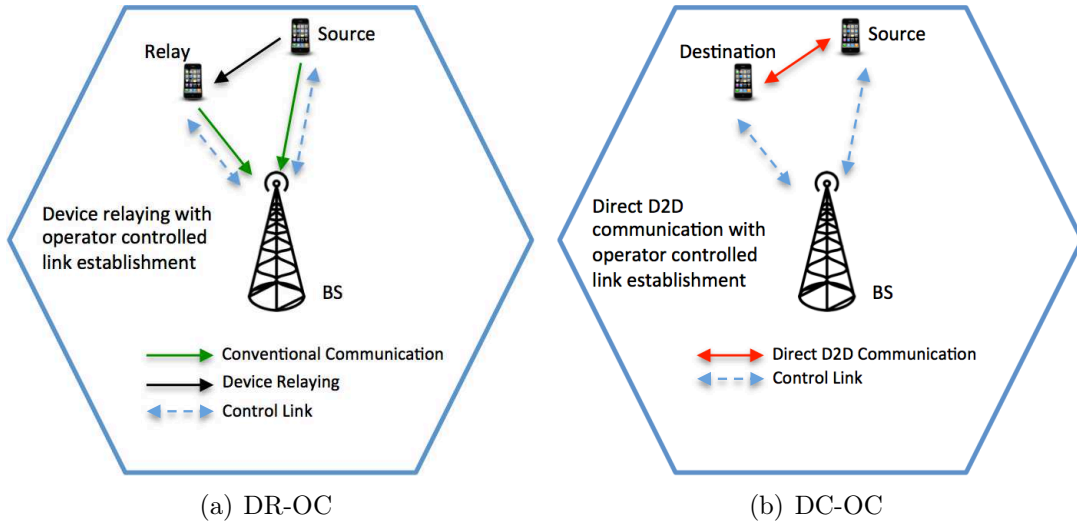 Source
Relay
Device relaying with
operator controlled
link establishment
BS
Conventional Communication
Device Relaying
Control Link
(a) DR-OC
Source
Destination
Direct D2D
communication with
operator controlled
link establishment
BS
Direct D2D Communication
Control Link
(b) DC-OC